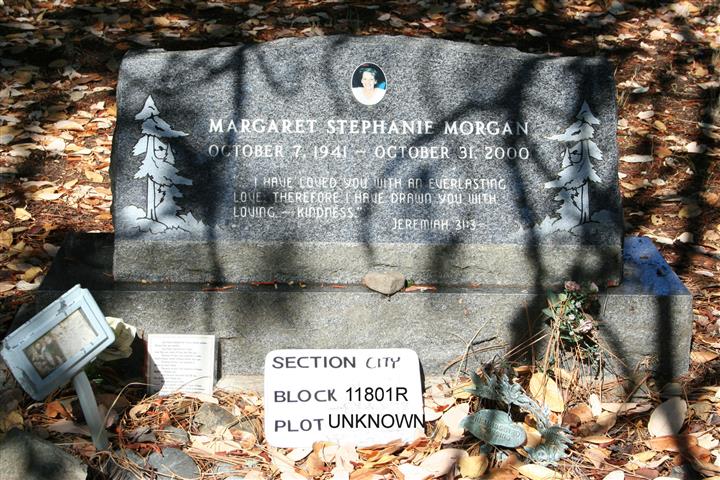 MARGARET STEPHANIE MORGAN
OCTOBER 7, 1941 – OCTOBER 31, 2000
"... I HAVE LOVED YOU WITH AN EVERLASTING
LOVE, THEREFORE I HAVE DRAWN YOU WITH
LOVING, – KINDNESS."
JEREMIAH 31:3
SECTION CITY
BLOCK 11801R
PLOT UNKNOWN